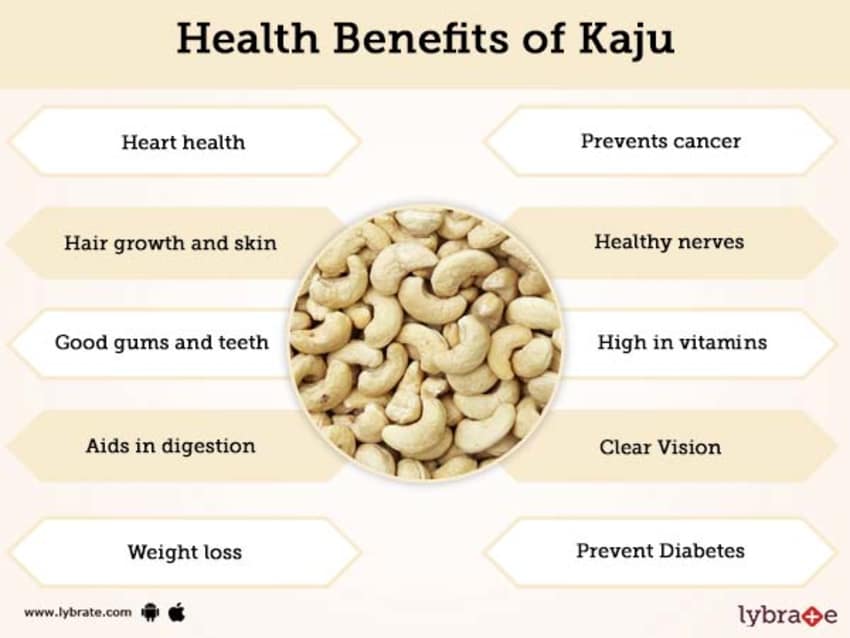 Health Benefits of Kaju
Heart health
Prevents cancer
Hair growth and skin
Healthy nerves
Good gums and teeth
High in vitamins
Aids in digestion
Clear Vision
Weight loss
Prevent Diabetes
www.lybrate.com
lybrate